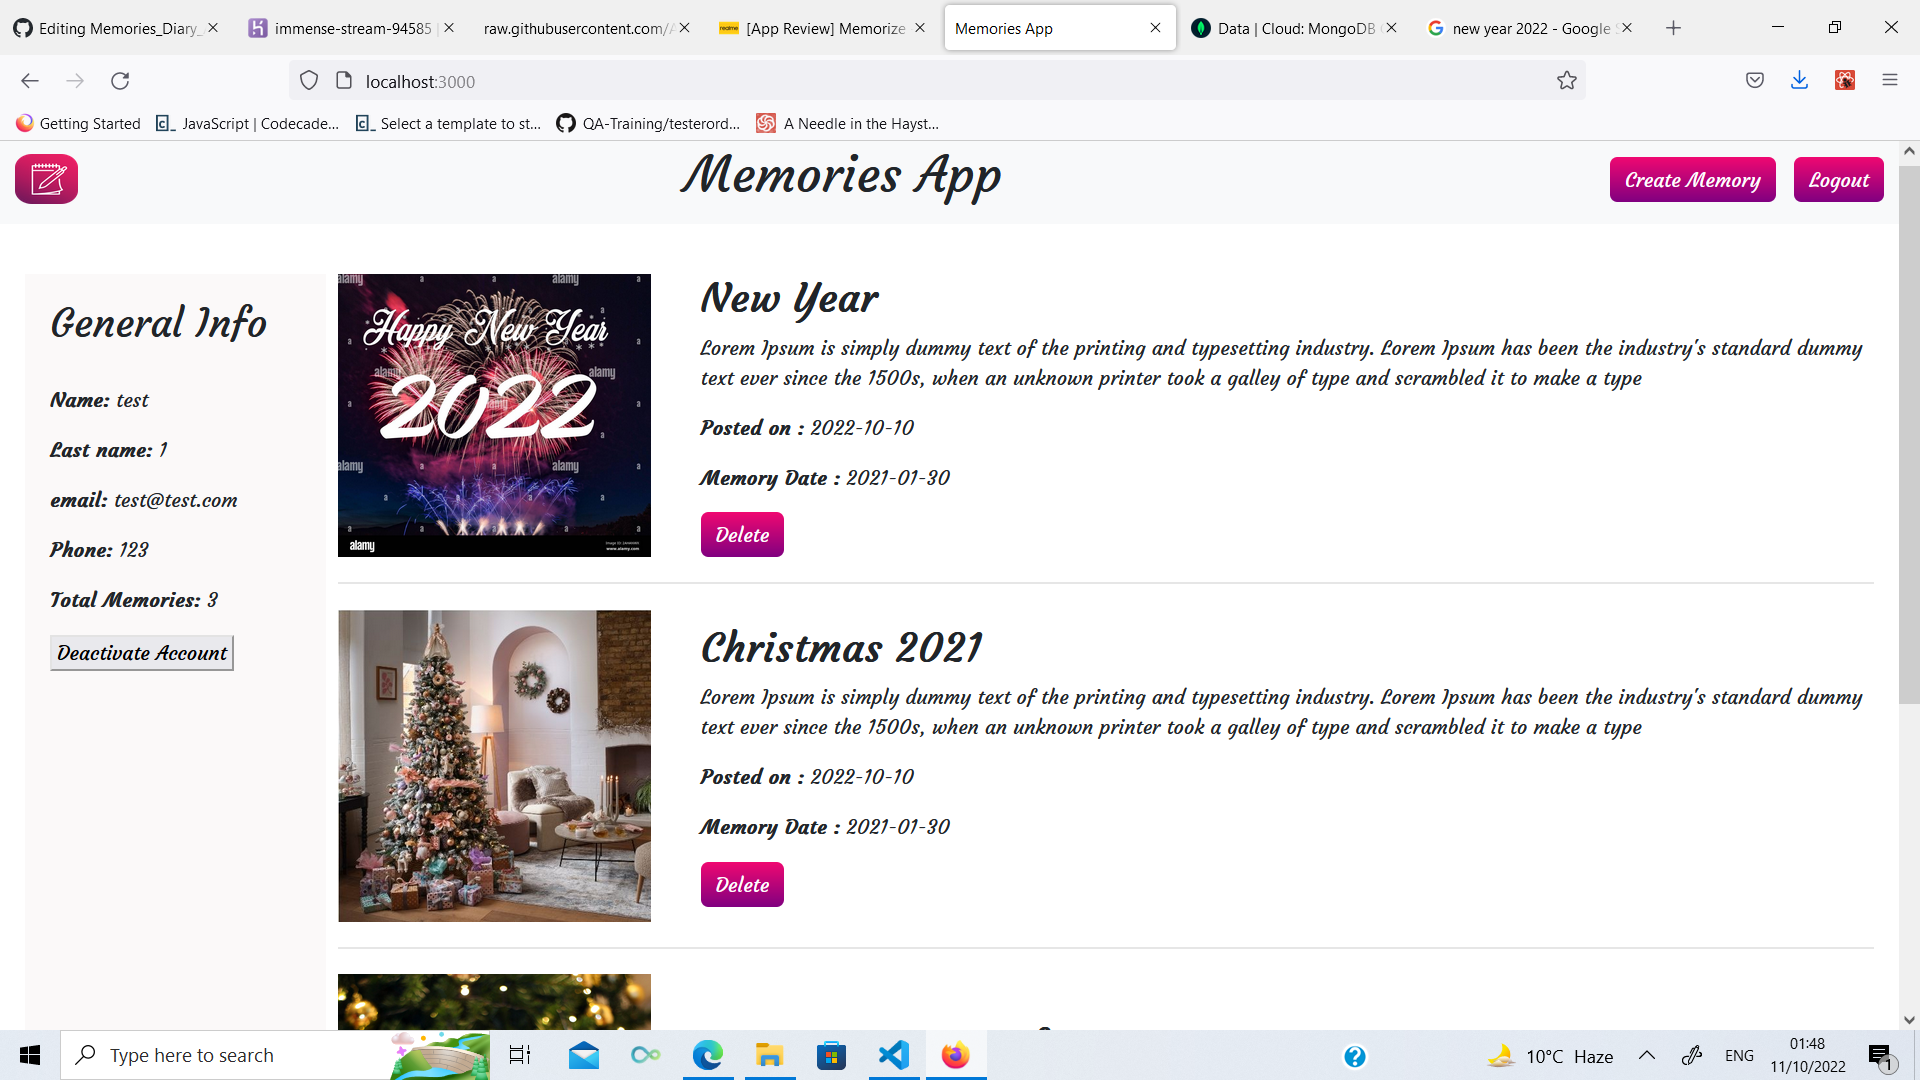 Editing Memories_Diary_
immense-stream-94585 |
raw.githubusercontent.com/A
[App Review] Memorize
Memories App
Data | Cloud: MongoDB C
new year 2022 - Google S
localhost:3000
Getting Started
JavaScript | Codecade...
Select a template to st...
QA-Training/testerord...
A Needle in the Hayst...
Memories App
Create Memory
Logout
General Info
Name: test
Last name: 1
email: test@test.com
Phone: 123
Total Memories: 3
Deactivate Account
alamy
Happy New Year
2022
alamy
www.alamy.com
New Year
Lorem Ipsum is simply dummy text of the printing and typesetting industry. Lorem Ipsum has been the industry's standard dummy
text ever since the 1500s, when an unknown printer took a galley of type and scrambled it to make a type
Posted on : 2022-10-10
Memory Date : 2021-01-30
Delete
Christmas 2021
Lorem Ipsum is simply dummy text of the printing and typesetting industry. Lorem Ipsum has been the industry's standard dummy
text ever since the 1500s, when an unknown printer took a galley of type and scrambled it to make a type
Posted on : 2022-10-10
Memory Date : 2021-01-30
Delete
Type here to search
10°C Haze
ENG
01:48
11/10/2022
1